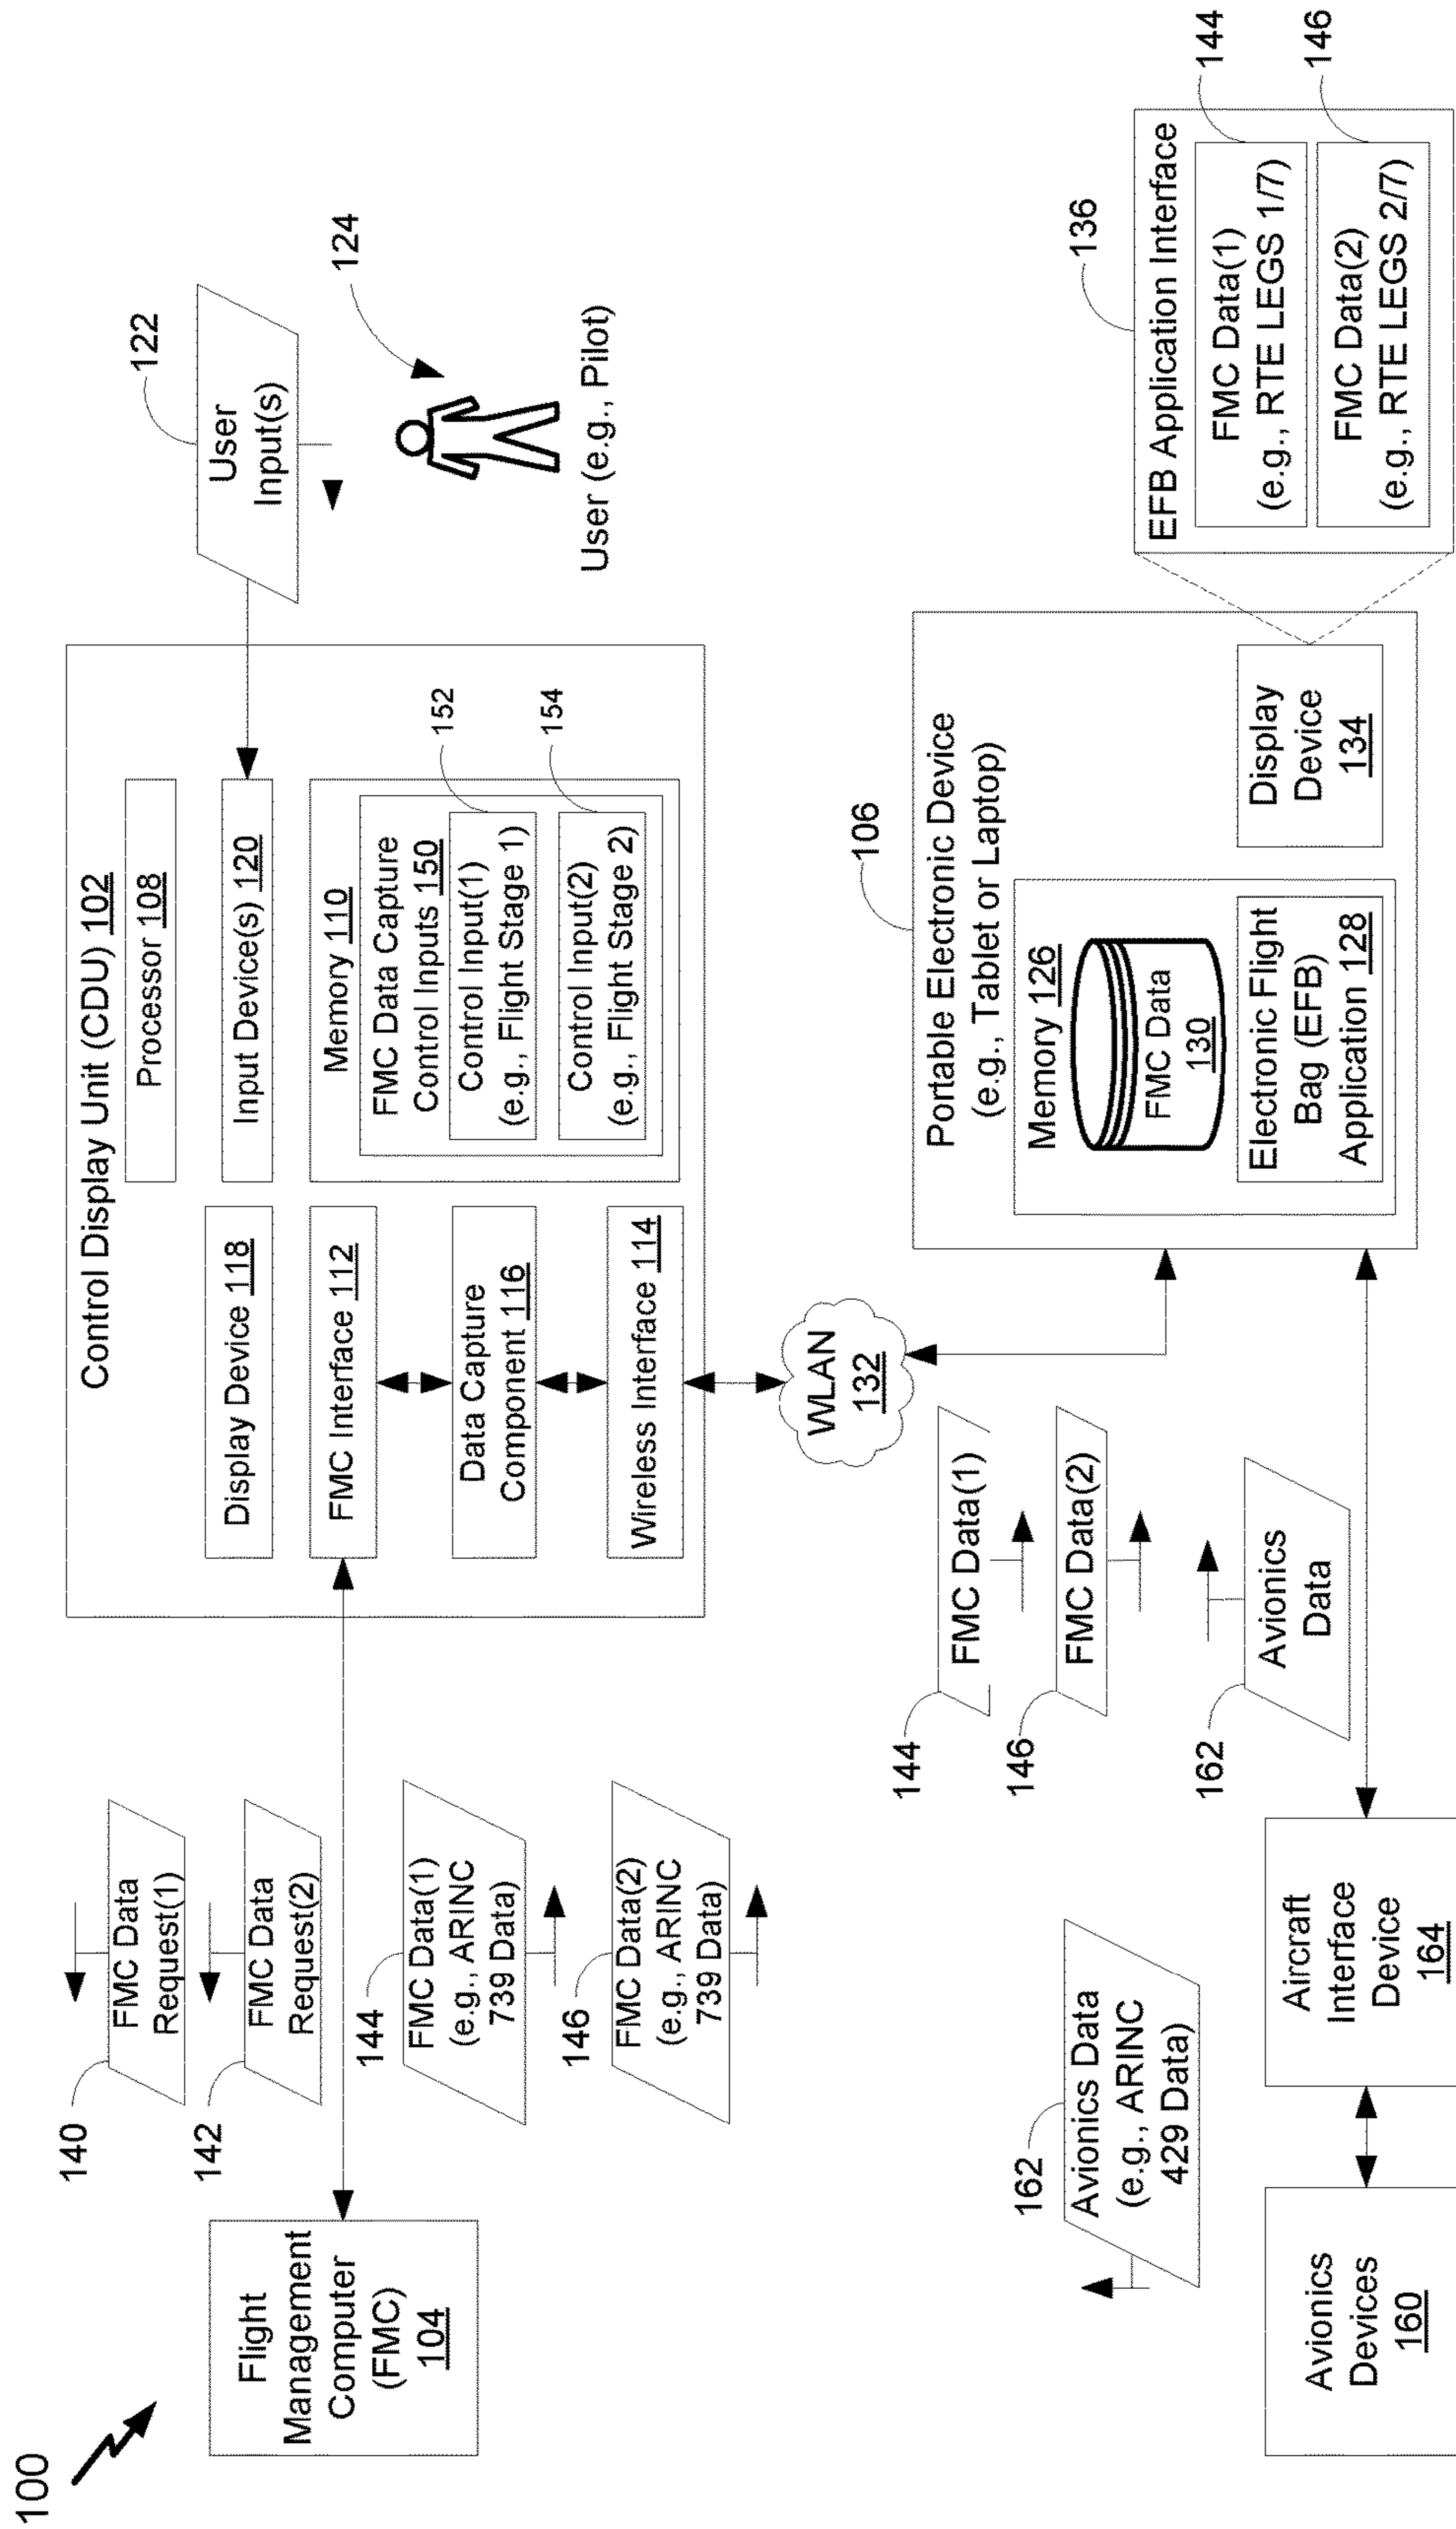 100
Flight
Management
Computer
(FMC)
104
140
FMC Data
Request(1)
142
FMC Data
Request(2)
144
FMC Data(1)
(e.g., ARINC
739 Data)
146
FMC Data(2)
(e.g., ARINC
739 Data)
Control Display Unit (CDU) 102
Processor 108
Display Device 118
Input Device(s) 120
FMC Interface 112
Data Capture
Component 116
Wireless Interface 114
Memory 110
FMC Data Capture
Control Inputs 150
Control Input(1)
(e.g., Flight Stage 1)
152
Control Input(2)
(e.g., Flight Stage 2)
154
122
User
Input(s)
124
User (e.g., Pilot)
WLAN
132
144
FMC Data(1)
146
FMC Data(2)
162
Avionics
Data
162
Avionics Data
(e.g., ARINC
429 Data)
Avionics
Devices
160
Aircraft
Interface
Device
164
106
Portable Electronic Device
(e.g., Tablet or Laptop)
Memory 126
FMC Data
130
Electronic Flight
Bag (EFB)
Application 128
Display
Device
134
136
EFB Application Interface
FMC Data(1)
(e.g., RTE LEGS 1/7)
144
FMC Data(2)
(e.g., RTE LEGS 2/7)
146